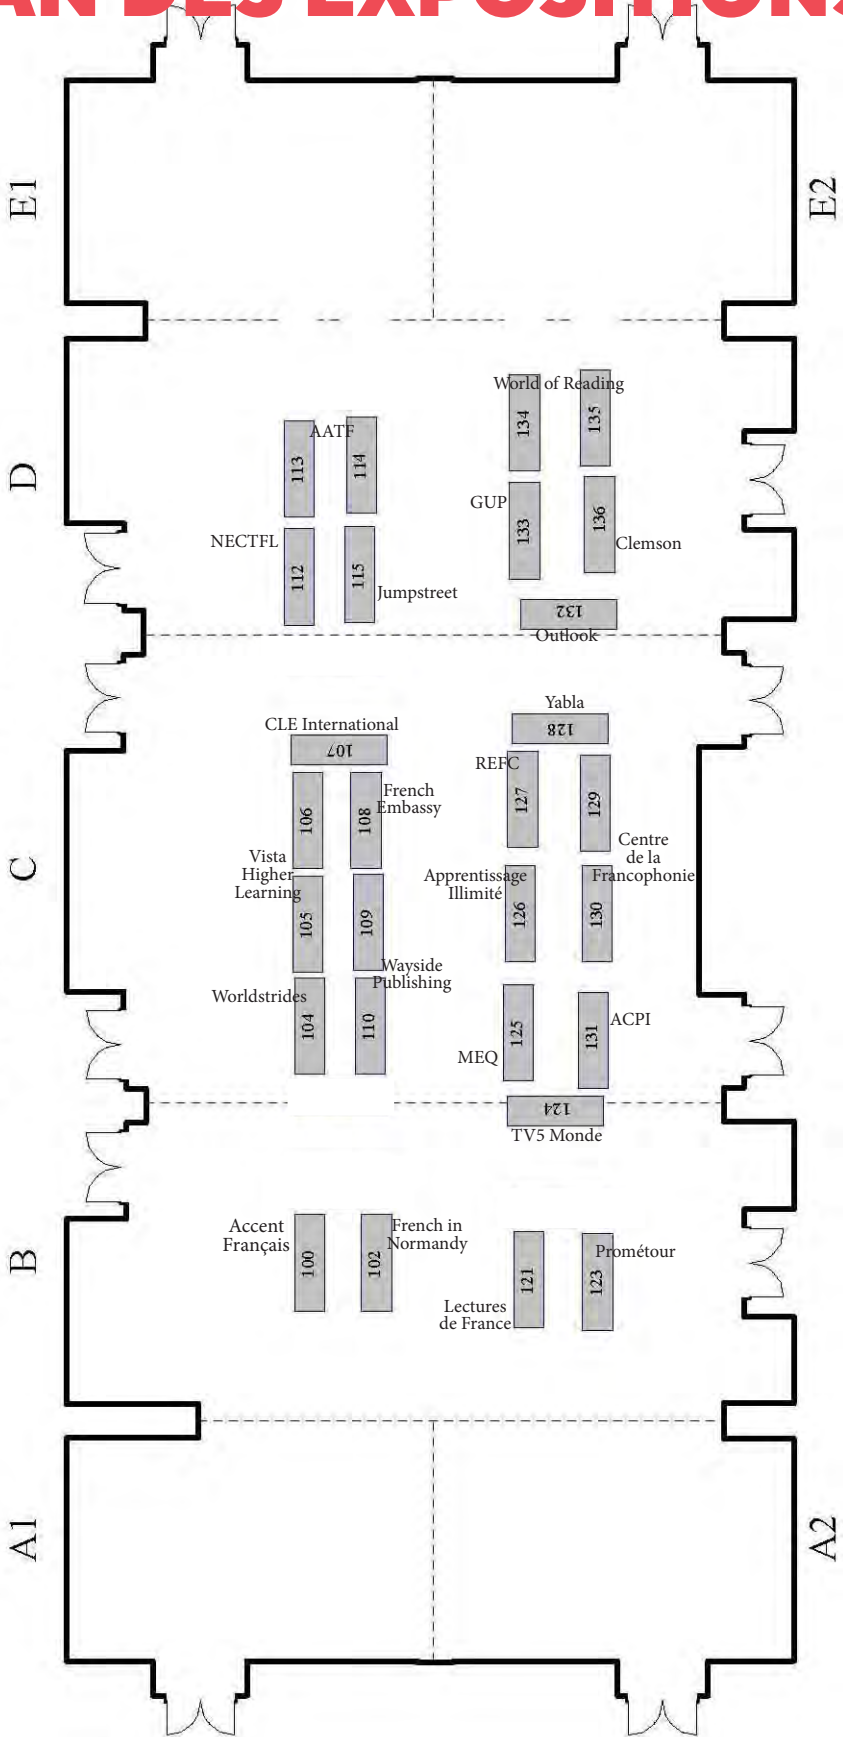 AN DES EXPOSITIONS
E1
E2
World of Reading
134
135
AATF
113
114
D
GUP
133
136
Clemson
NECTFL
112
115
Jumpstreet
132
Outlook
Yabla
128
CLE International
107
REFC
127
129
French
Embassy
106
108
Centre
de la
Francophonie
Vista
Higher
Learning
C
Apprentissage
Illimité
105
109
126
130
Wayside
Publishing
Worldstrides
104
110
125
131
ACPI
MEQ
124
TV5 Monde
Accent
Français
100
102
French in
Normandy
B
121
123
Prométour
Lectures
de France
A1
A2